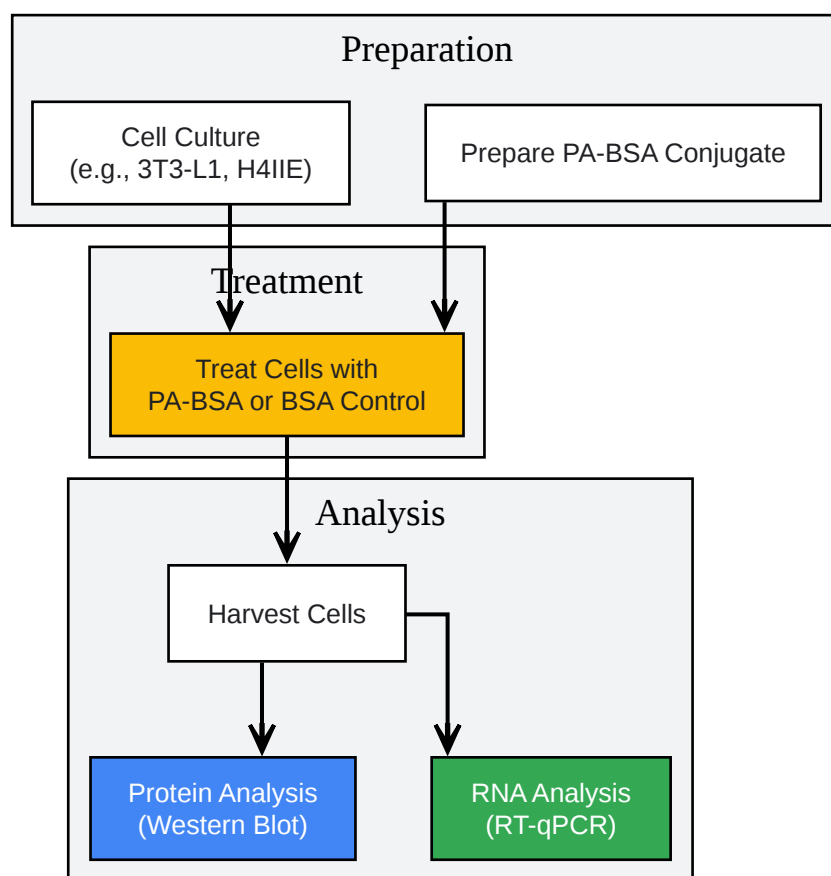 Preparation
Cell Culture
(e.g., 3T3-L1, H4IIE)
Prepare PA-BSA Conjugate
Treatment
Treat Cells with
PA-BSA or BSA Control
Analysis
Harvest Cells
Protein Analysis
(Western Blot)
RNA Analysis
(RT-qPCR)